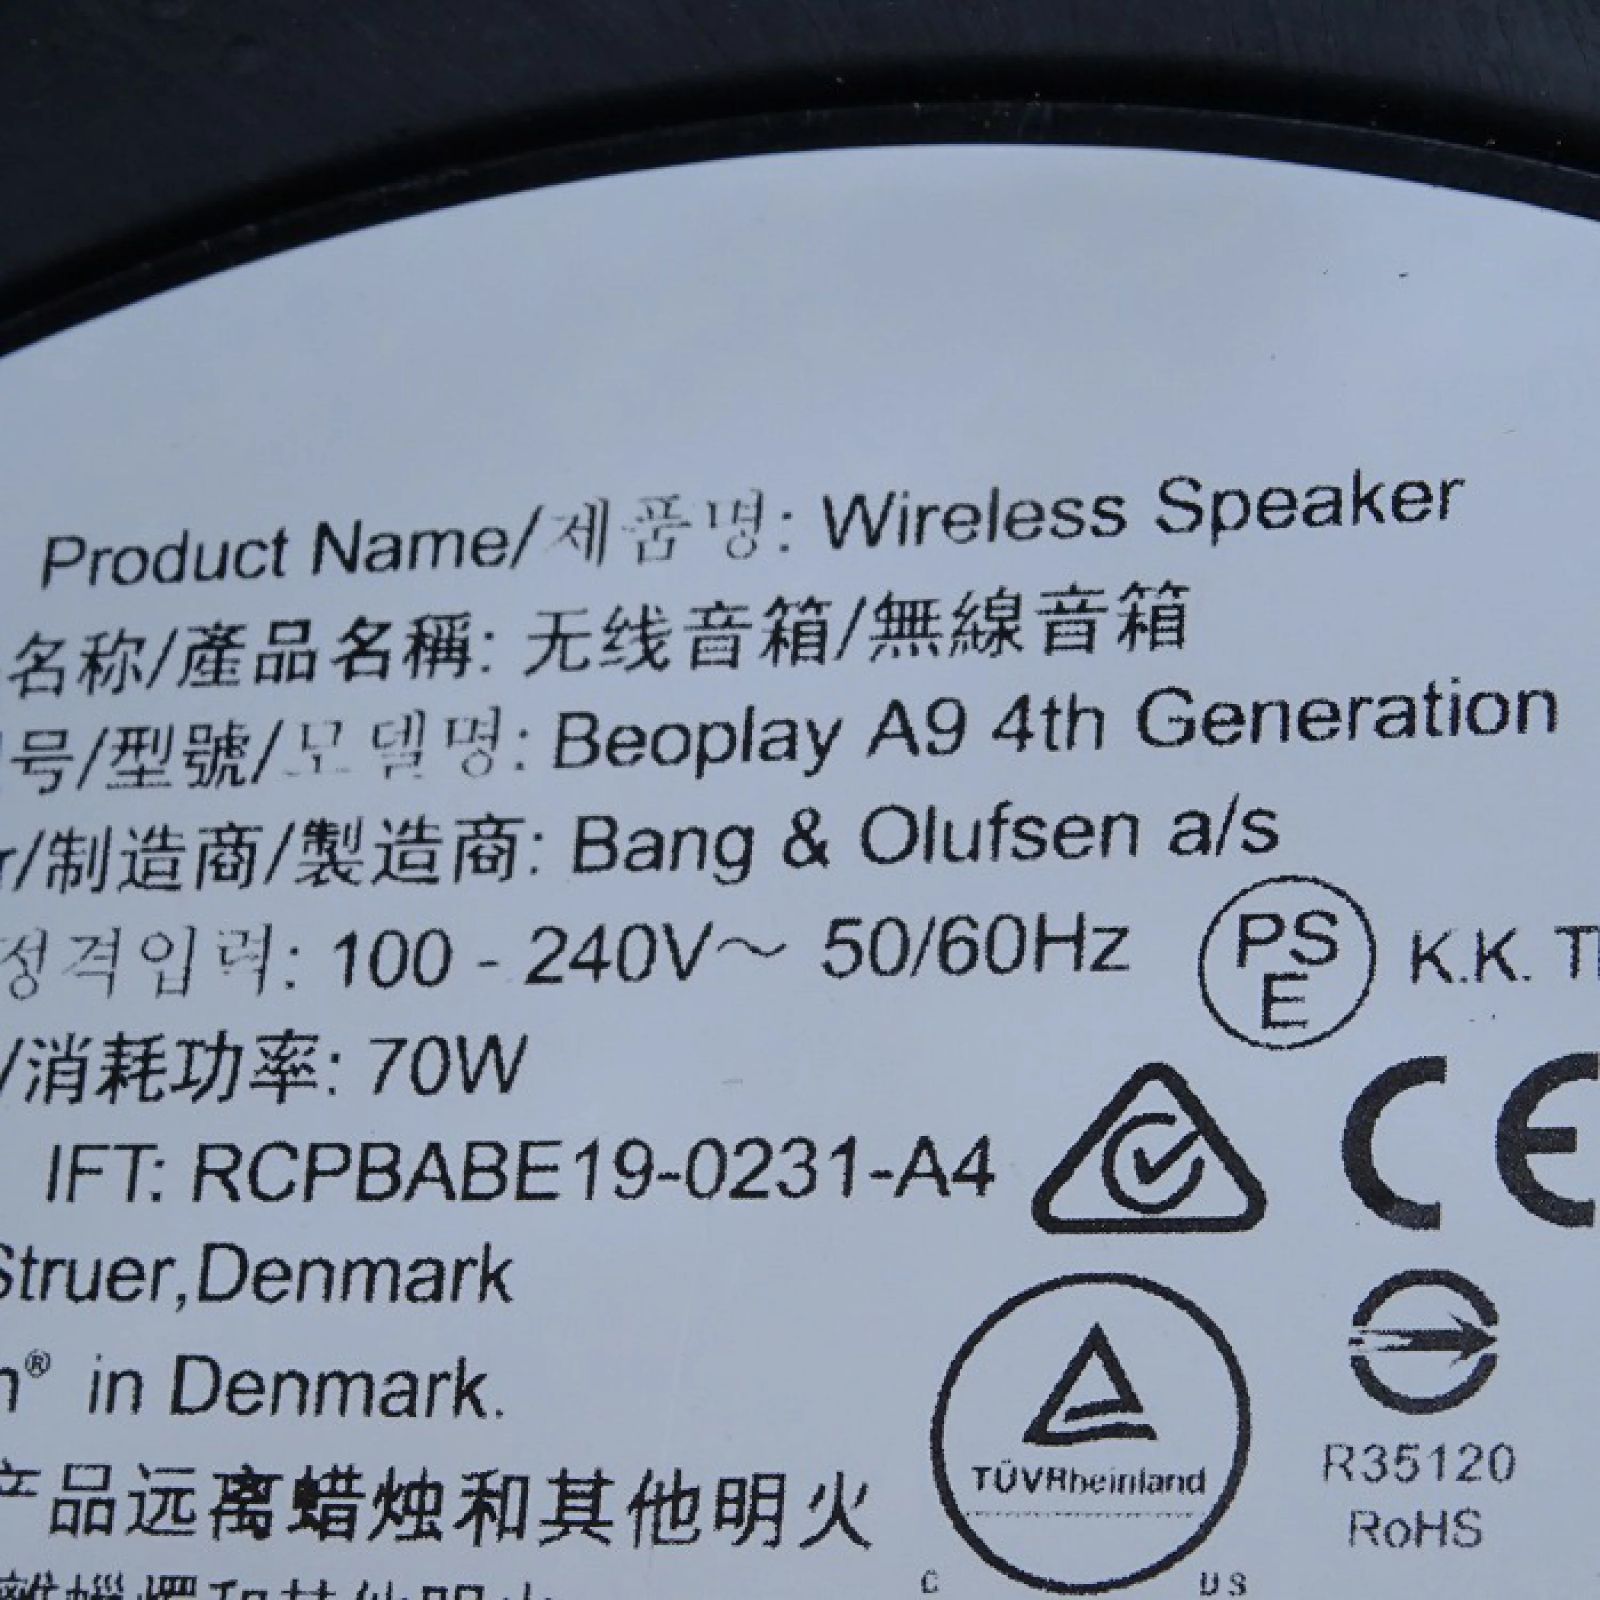 Product Name/제품명: Wireless Speaker
名称/產品名稱: 无线音箱/無線音箱
号/型號/모델명: Beoplay A9 4th Generation
r/制造商/製造商: Bang & Olufsen a/s
정격입력: 100 - 240V~ 50/60Hz
PS
E
K.K. T
/消耗功率: 70W
CE
IFT: RCPBABE19-0231-A4
Struer,Denmark
n® in Denmark.
TÜVRheinland
R35120
RoHS
产品远离蜡烛和其他明火
C US